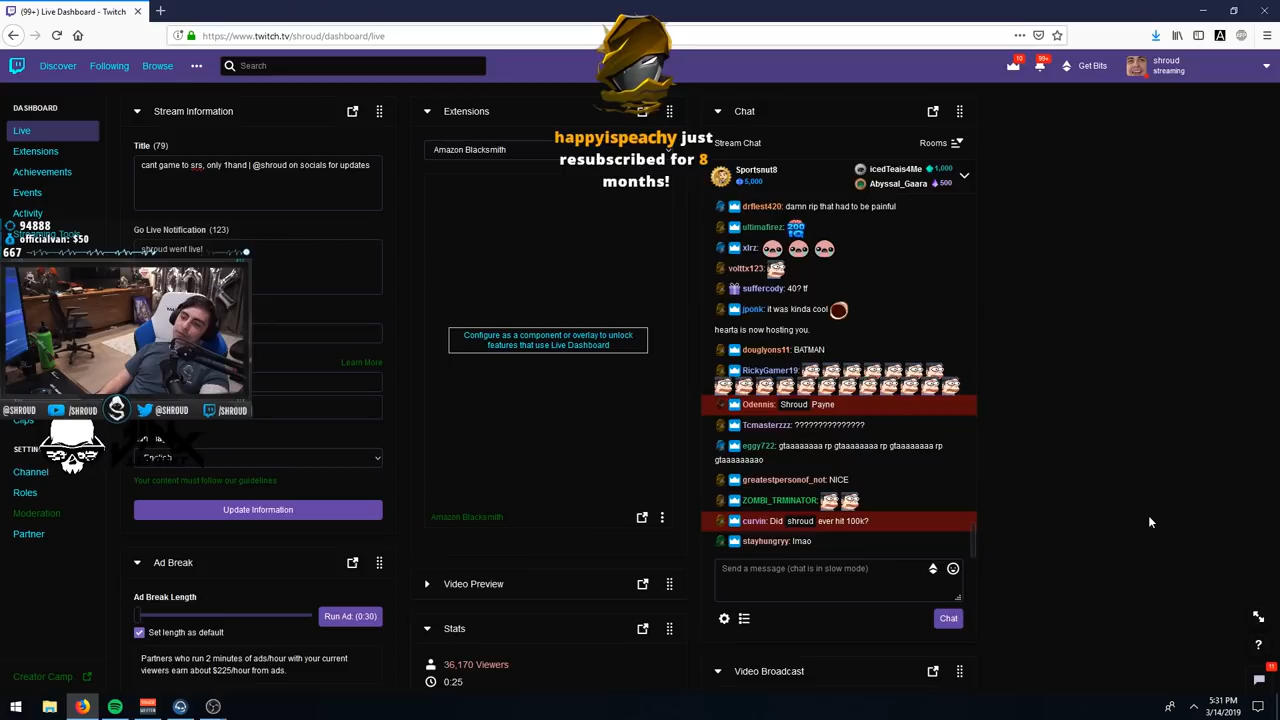 (99+) Live Dashboard - Twitch
https://www.twitch.tv/shroud/dashboard/live
Discover
Following
Browse
Search
10
99+
Get Bits
shroud
streaming
DASHBOARD
Live
Extensions
Achievements
Events
Activity
94888
officialvan: $50
667
@SHROUD
/SHROUD
@SHROUD
/SHROUD
Clips
Channel
Roles
Moderation
Partner
Creator Camp
Stream Information
Title (79)
cant game to srs, only 1hand | @shroud on socials for updates
Go Live Notification (123)
shroud went live!
Learn More
English
Your content must follow our guidelines
Update Information
Ad Break
Ad Break Length
Run Ad: (0:30)
Set length as default
Partners who run 2 minutes of ads/hour with your current
viewers earn about $225/hour from ads.
Extensions
happyispeachy just
resubscribed for 8
months!
Amazon Blacksmith
Configure as a component or overlay to unlock
features that use Live Dashboard
Amazon Blacksmith
Video Preview
Stats
36,170 Viewers
0:25
Chat
Stream Chat
Rooms
Sportsnut8
5,000
icedTeais4Me 1,000
Abyssal_Gaara 500
drflest420: damn rip that had to be painful
ultimafirez: 200 IQ
xlrz:
volttx123:
suffercody: 40? tf
jponk: it was kinda cool
hearta is now hosting you.
douglyons11: BATMAN
RickyGamer19:
Odennis: Shroud Payne
Tcmasterzzz: ???????????????
eggy722: gtaaaaaaaa rp gtaaaaaaaa rp
gtaaaaaaao
greatestpersonof_not: NICE
ZOMBI_TRMINATOR:
curvin: Did shroud ever hit 100k?
stayhungryy: lmao
Send a message (chat is in slow mode)
Chat
Video Broadcast
11
5:31 PM
3/14/2019